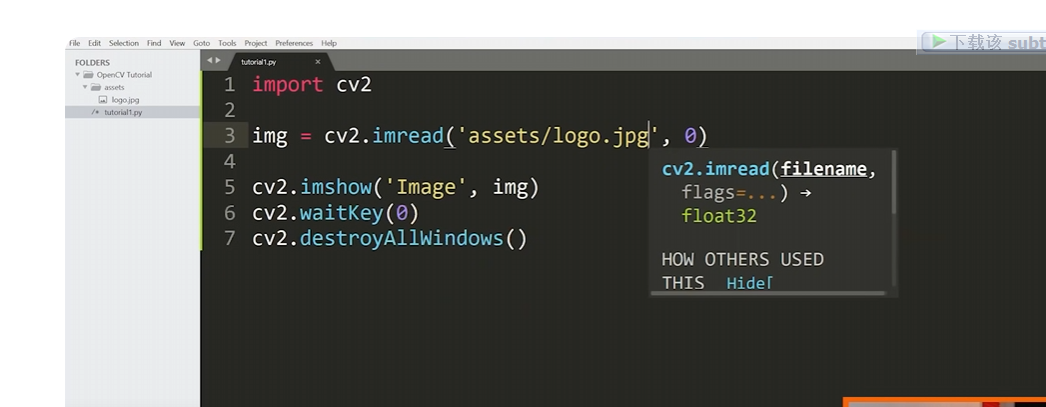 File Edit Selection Find View Goto Tools Project Preferences Help
下载该 subt
FOLDERS
OpenCV Tutorial
assets
logo.jpg
/* tutorial1.py
tutorial1.py ×
1 import cv2
2
3 img = cv2.imread('assets/logo.jpg', 0)
4
5 cv2.imshow('Image', img)
6 cv2.waitKey(0)
7 cv2.destroyAllWindows()
cv2.imread(filename,
flags=...) →
float32
HOW OTHERS USED
THIS Hide